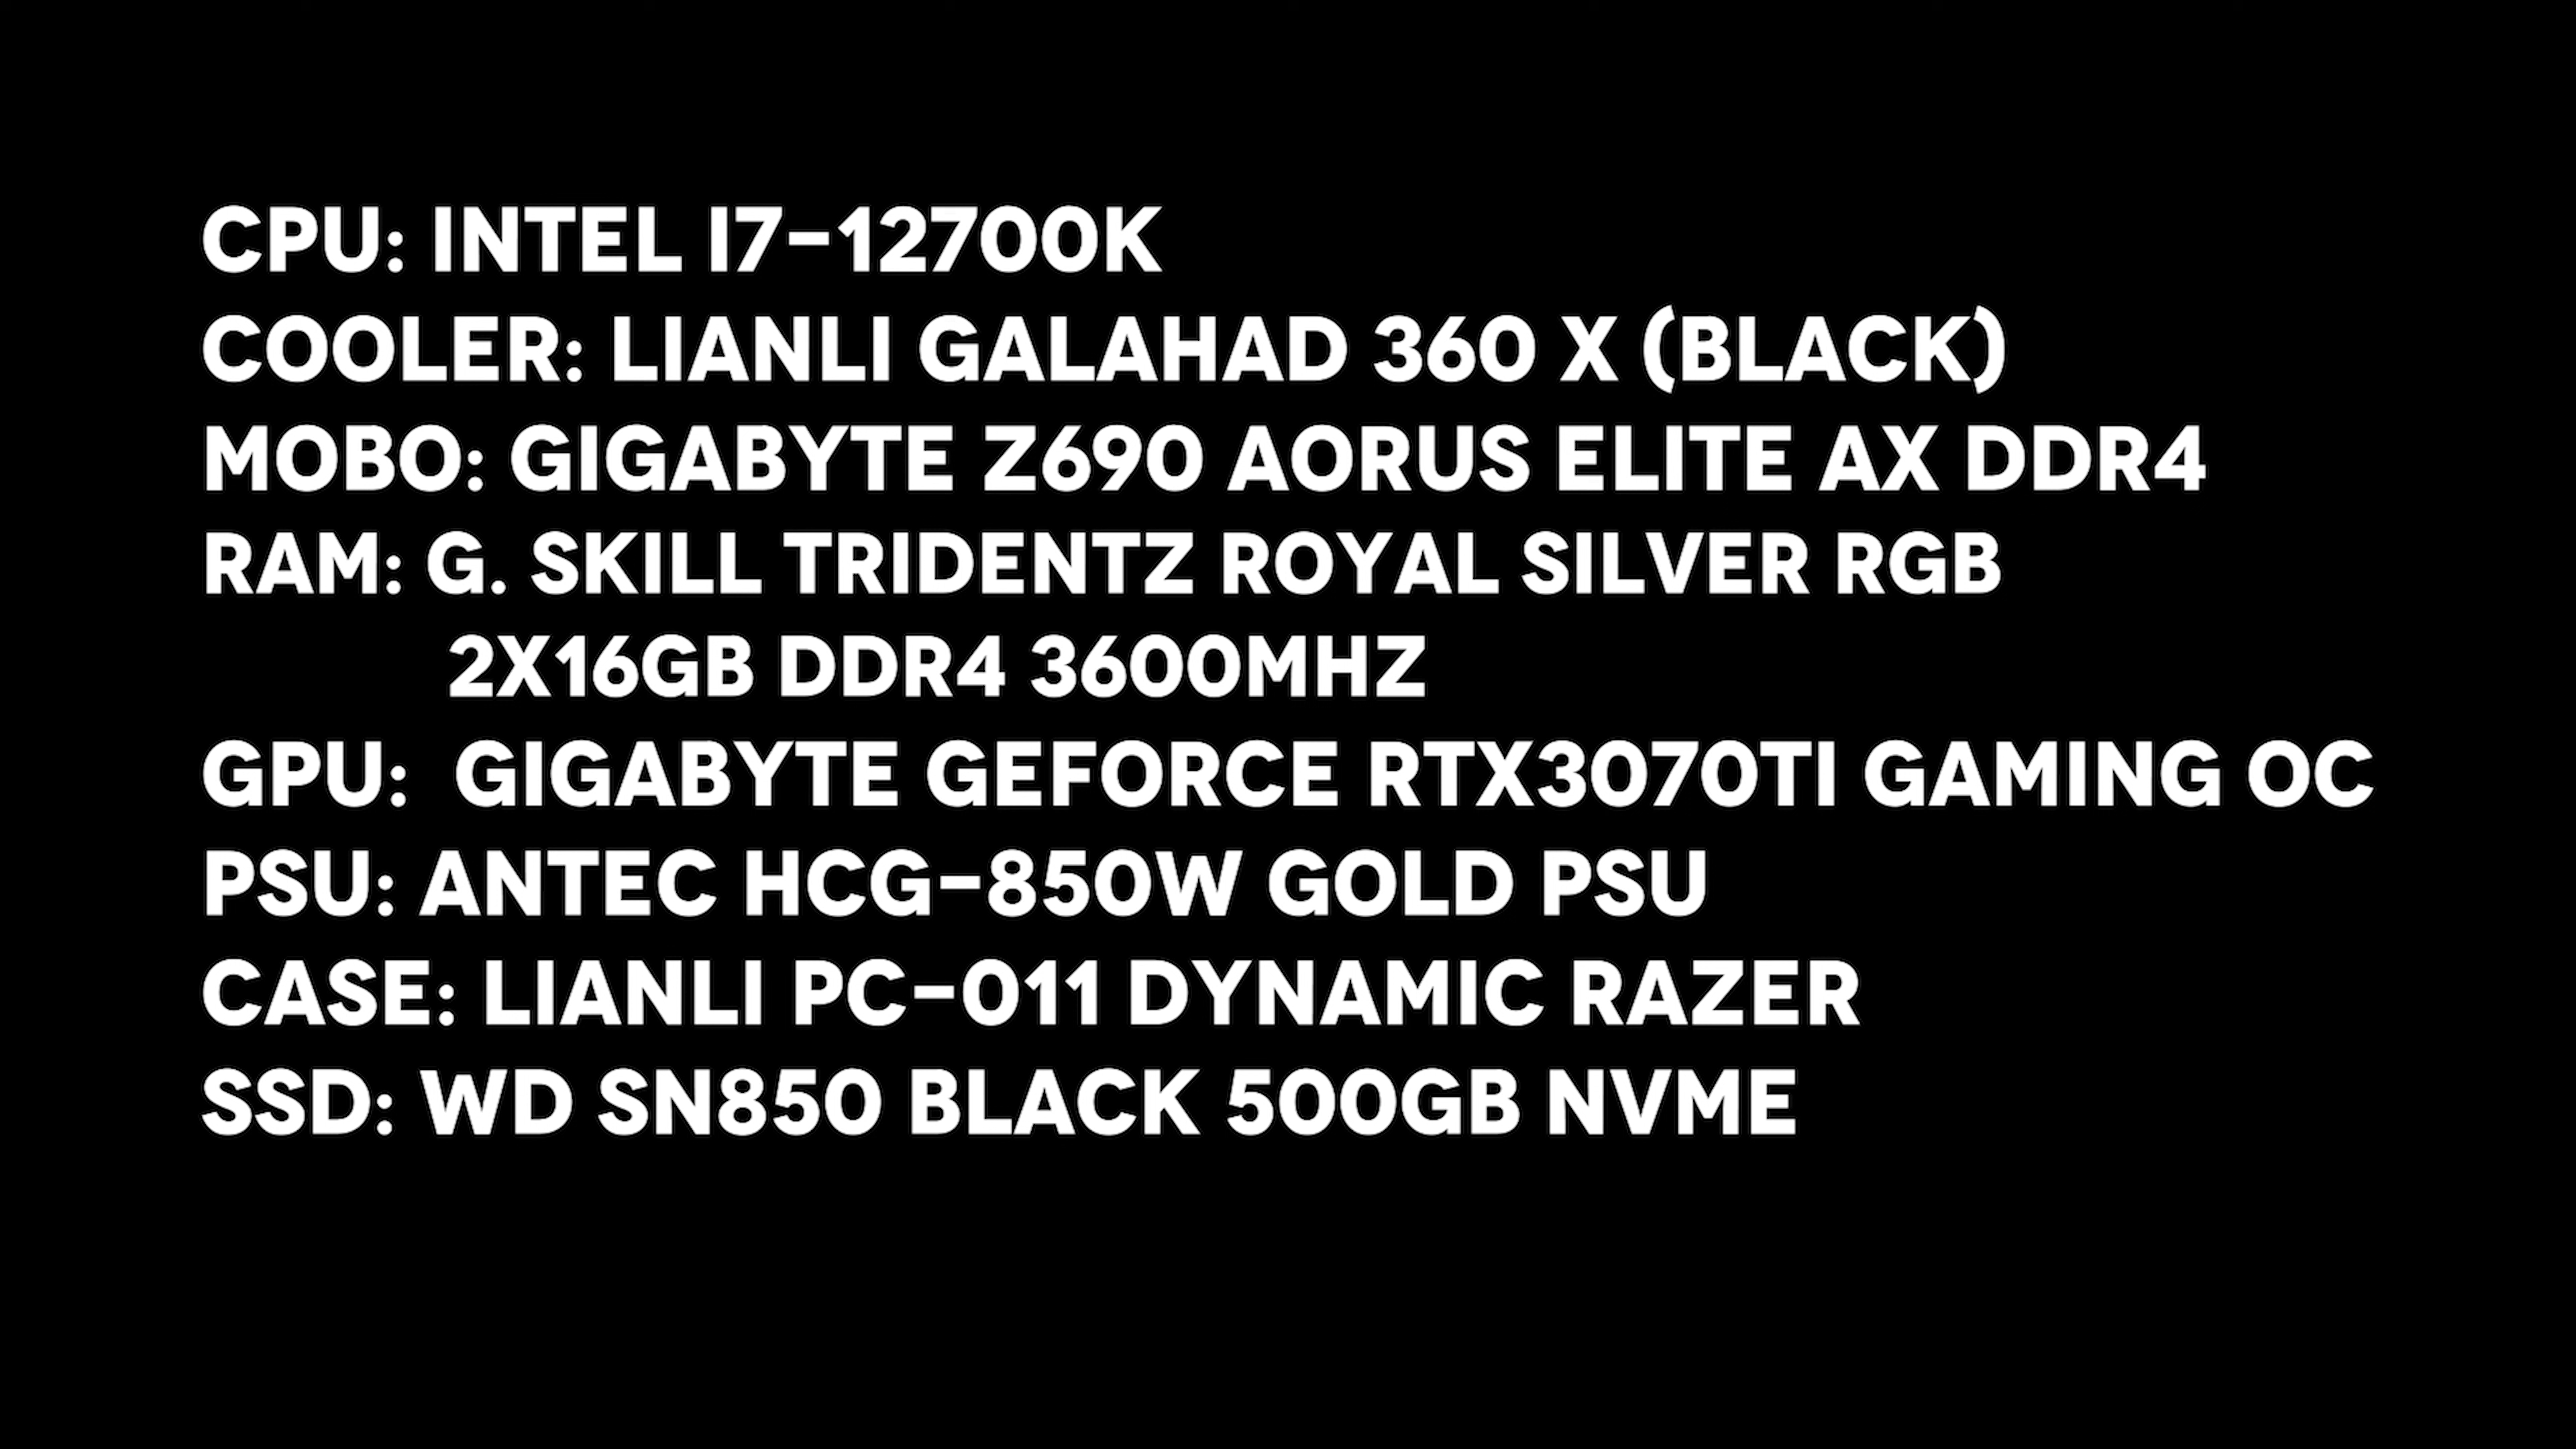 CPU: INTEL I7-12700K
COOLER: LIANLI GALAHAD 360 X (BLACK)
MOBO: GIGABYTE Z690 AORUS ELITE AX DDR4
RAM: G. SKILL TRIDENTZ ROYAL SILVER RGB
2X16GB DDR4 3600MHZ
GPU: GIGABYTE GEFORCE RTX3070TI GAMING OC
PSU: ANTEC HCG-850W GOLD PSU
CASE: LIANLI PC-011 DYNAMIC RAZER
SSD: WD SN850 BLACK 500GB NVME